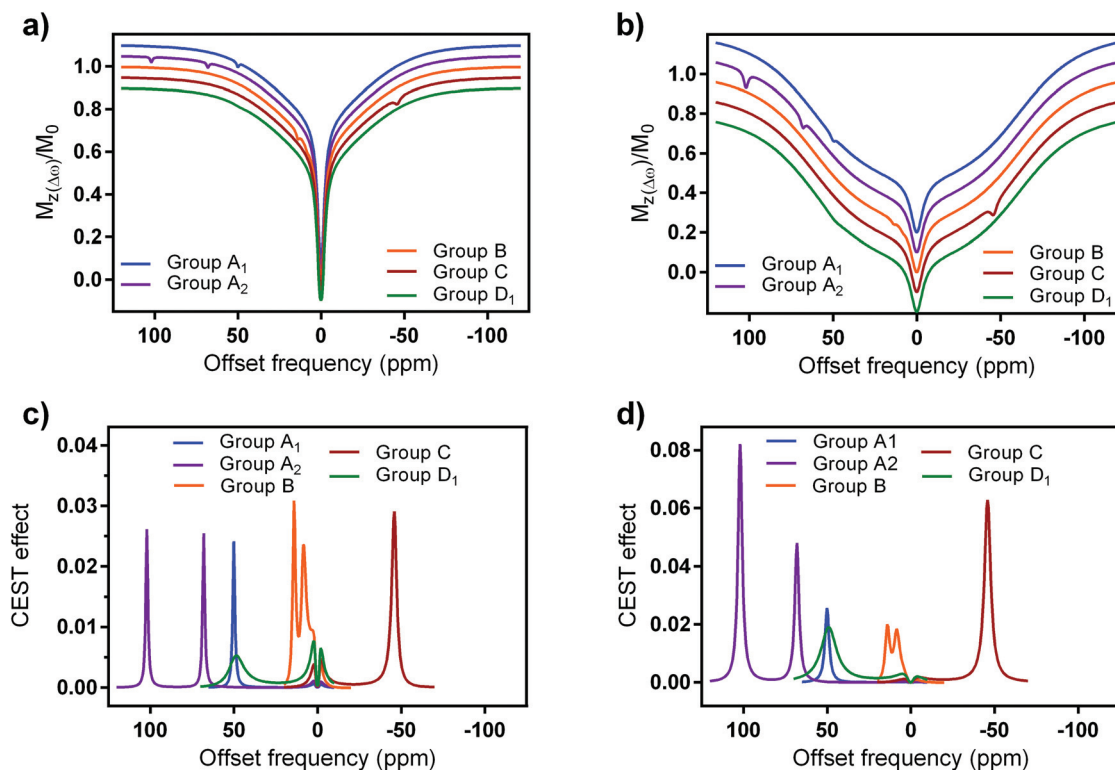 a)
M_z(Δω)/M_0
1.0
0.8
0.6
0.4
0.2
0.0
Group A₁
Group A₂
Group B
Group C
Group D₁
100 50 0 -50 -100
Offset frequency (ppm)
b)
M_z(Δω)/M_0
1.0
0.8
0.6
0.4
0.2
0.0
Group A₁
Group A₂
Group B
Group C
Group D₁
100 50 0 -50 -100
Offset frequency (ppm)
c)
CEST effect
0.04
0.03
0.02
0.01
0.00
Group A₁
Group A₂
Group B
Group C
Group D₁
100 50 0 -50 -100
Offset frequency (ppm)
d)
CEST effect
0.08
0.06
0.04
0.02
0.00
Group A1
Group A2
Group B
Group C
Group D₁
100 50 0 -50 -100
Offset frequency (ppm)